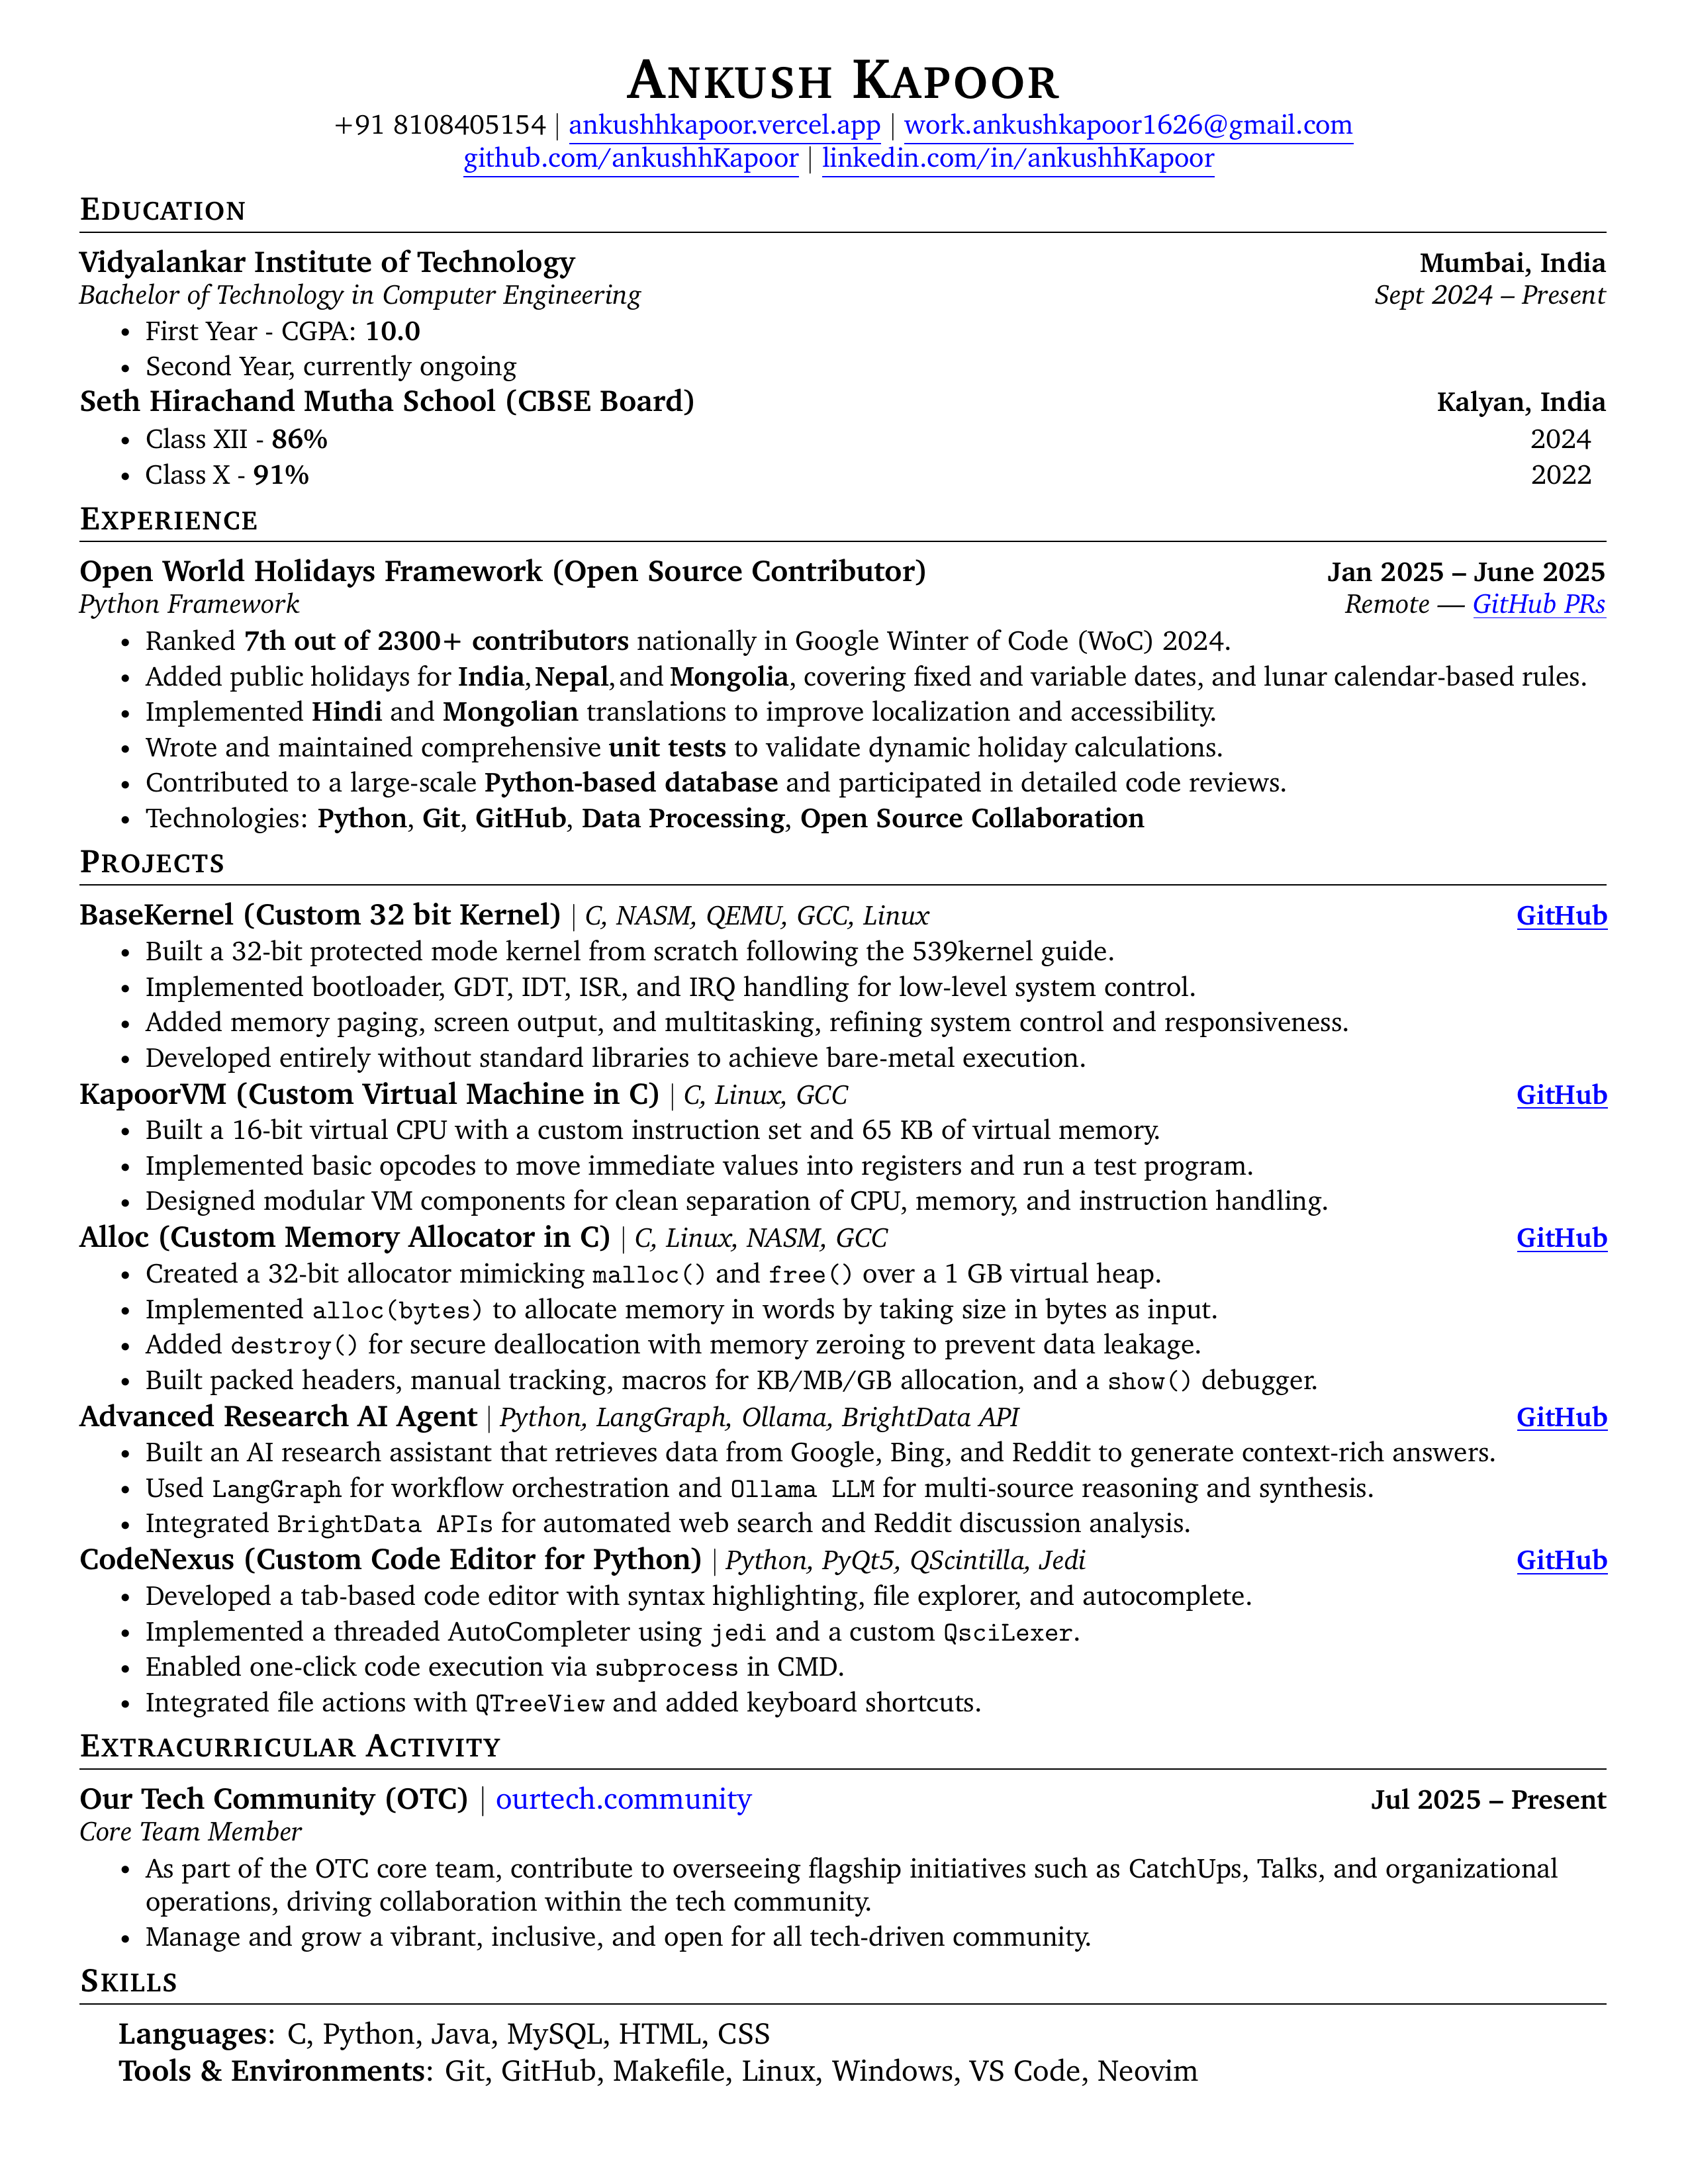 Ankush Kapoor
+91 8108405154 | ankushhkapoor.vercel.app | work.ankushkapoor1626@gmail.com
github.com/ankushhKapoor | linkedin.com/in/ankushhKapoor
Education
Vidyalankar Institute of Technology Mumbai, India
Bachelor of Technology in Computer Engineering Sept 2024 – Present
• First Year - CGPA: 10.0
• Second Year, currently ongoing
Seth Hirachand Mutha School (CBSE Board) Kalyan, India
• Class XII - 86% 2024
• Class X - 91% 2022
Experience
Open World Holidays Framework (Open Source Contributor) Jan 2025 – June 2025
Python Framework Remote — GitHub PRs
• Ranked 7th out of 2300+ contributors nationally in Google Winter of Code (WoC) 2024.
• Added public holidays for India, Nepal, and Mongolia, covering fixed and variable dates, and lunar calendar-based rules.
• Implemented Hindi and Mongolian translations to improve localization and accessibility.
• Wrote and maintained comprehensive unit tests to validate dynamic holiday calculations.
• Contributed to a large-scale Python-based database and participated in detailed code reviews.
• Technologies: Python, Git, GitHub, Data Processing, Open Source Collaboration
Projects
BaseKernel (Custom 32 bit Kernel) | C, NASM, QEMU, GCC, Linux GitHub
• Built a 32-bit protected mode kernel from scratch following the 539kernel guide.
• Implemented bootloader, GDT, IDT, ISR, and IRQ handling for low-level system control.
• Added memory paging, screen output, and multitasking, refining system control and responsiveness.
• Developed entirely without standard libraries to achieve bare-metal execution.
KapoorVM (Custom Virtual Machine in C) | C, Linux, GCC GitHub
• Built a 16-bit virtual CPU with a custom instruction set and 65 KB of virtual memory.
• Implemented basic opcodes to move immediate values into registers and run a test program.
• Designed modular VM components for clean separation of CPU, memory, and instruction handling.
Alloc (Custom Memory Allocator in C) | C, Linux, NASM, GCC GitHub
• Created a 32-bit allocator mimicking malloc() and free() over a 1 GB virtual heap.
• Implemented alloc(bytes) to allocate memory in words by taking size in bytes as input.
• Added destroy() for secure deallocation with memory zeroing to prevent data leakage.
• Built packed headers, manual tracking, macros for KB/MB/GB allocation, and a show() debugger.
Advanced Research AI Agent | Python, LangGraph, Ollama, BrightData API GitHub
• Built an AI research assistant that retrieves data from Google, Bing, and Reddit to generate context-rich answers.
• Used LangGraph for workflow orchestration and Ollama LLM for multi-source reasoning and synthesis.
• Integrated BrightData APIs for automated web search and Reddit discussion analysis.
CodeNexus (Custom Code Editor for Python) | Python, PyQt5, QScintilla, Jedi GitHub
• Developed a tab-based code editor with syntax highlighting, file explorer, and autocomplete.
• Implemented a threaded AutoCompleter using jedi and a custom QsciLexer.
• Enabled one-click code execution via subprocess in CMD.
• Integrated file actions with QTreeView and added keyboard shortcuts.
Extracurricular Activity
Our Tech Community (OTC) | ourtech.community Jul 2025 – Present
Core Team Member
• As part of the OTC core team, contribute to overseeing flagship initiatives such as CatchUps, Talks, and organizational
operations, driving collaboration within the tech community.
• Manage and grow a vibrant, inclusive, and open for all tech-driven community.
Skills
Languages: C, Python, Java, MySQL, HTML, CSS
Tools & Environments: Git, GitHub, Makefile, Linux, Windows, VS Code, Neovim